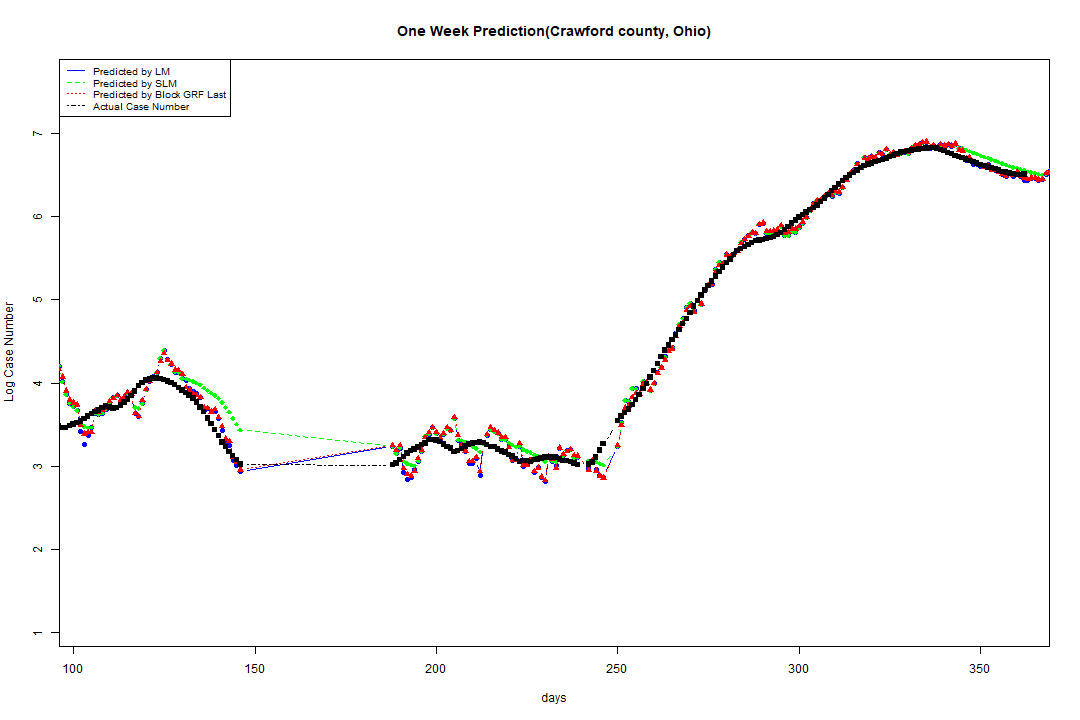 One Week Prediction(Crawford county, Ohio)
Predicted by LM
Predicted by SLM
Predicted by Block GRF Last
Actual Case Number
7
6
5
4
3
2
1
Log Case Number
100 150 200 250 300 350
days